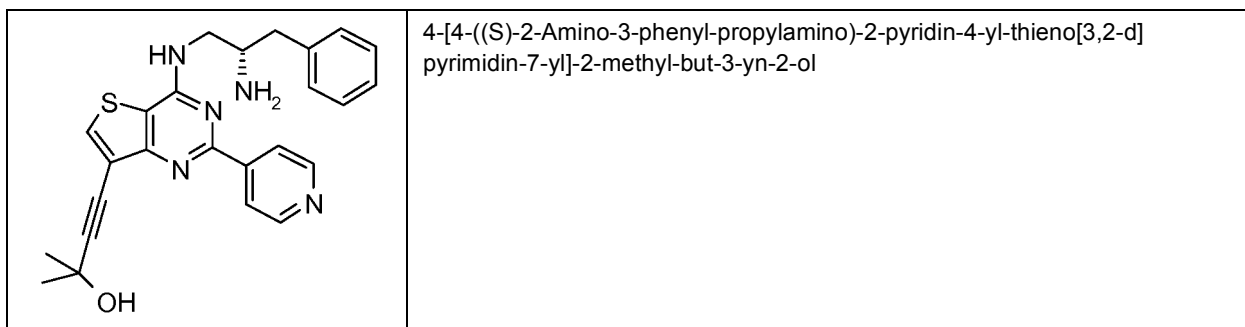 4-[4-((S)-2-Amino-3-phenyl-propylamino)-2-pyridin-4-yl-thieno[3,2-d]
pyrimidin-7-yl]-2-methyl-but-3-yn-2-ol
HN
NH2
S
N
N
N
OH